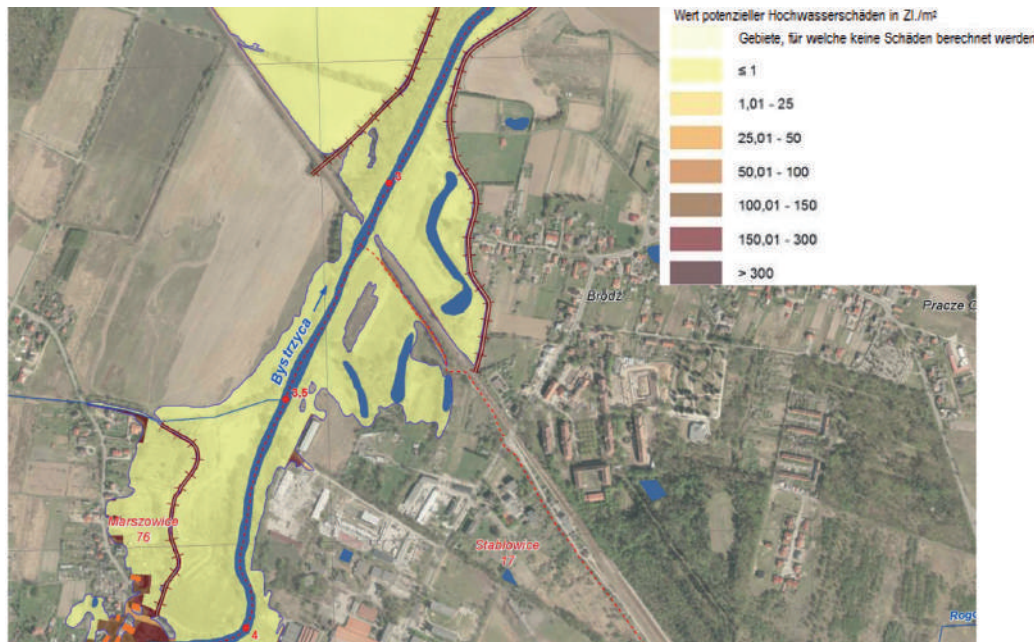 Wert potenzieller Hochwasserschäden in Zl./m²
Gebiete, für welche keine Schäden berechnet werden
≤ 1
1,01 - 25
25,01 - 50
50,01 - 100
100,01 - 150
150,01 - 300
> 300
3
Bystrzyca
3,5
Brodź
Pracze O
Marszowice
76
Stabłowice
17
4